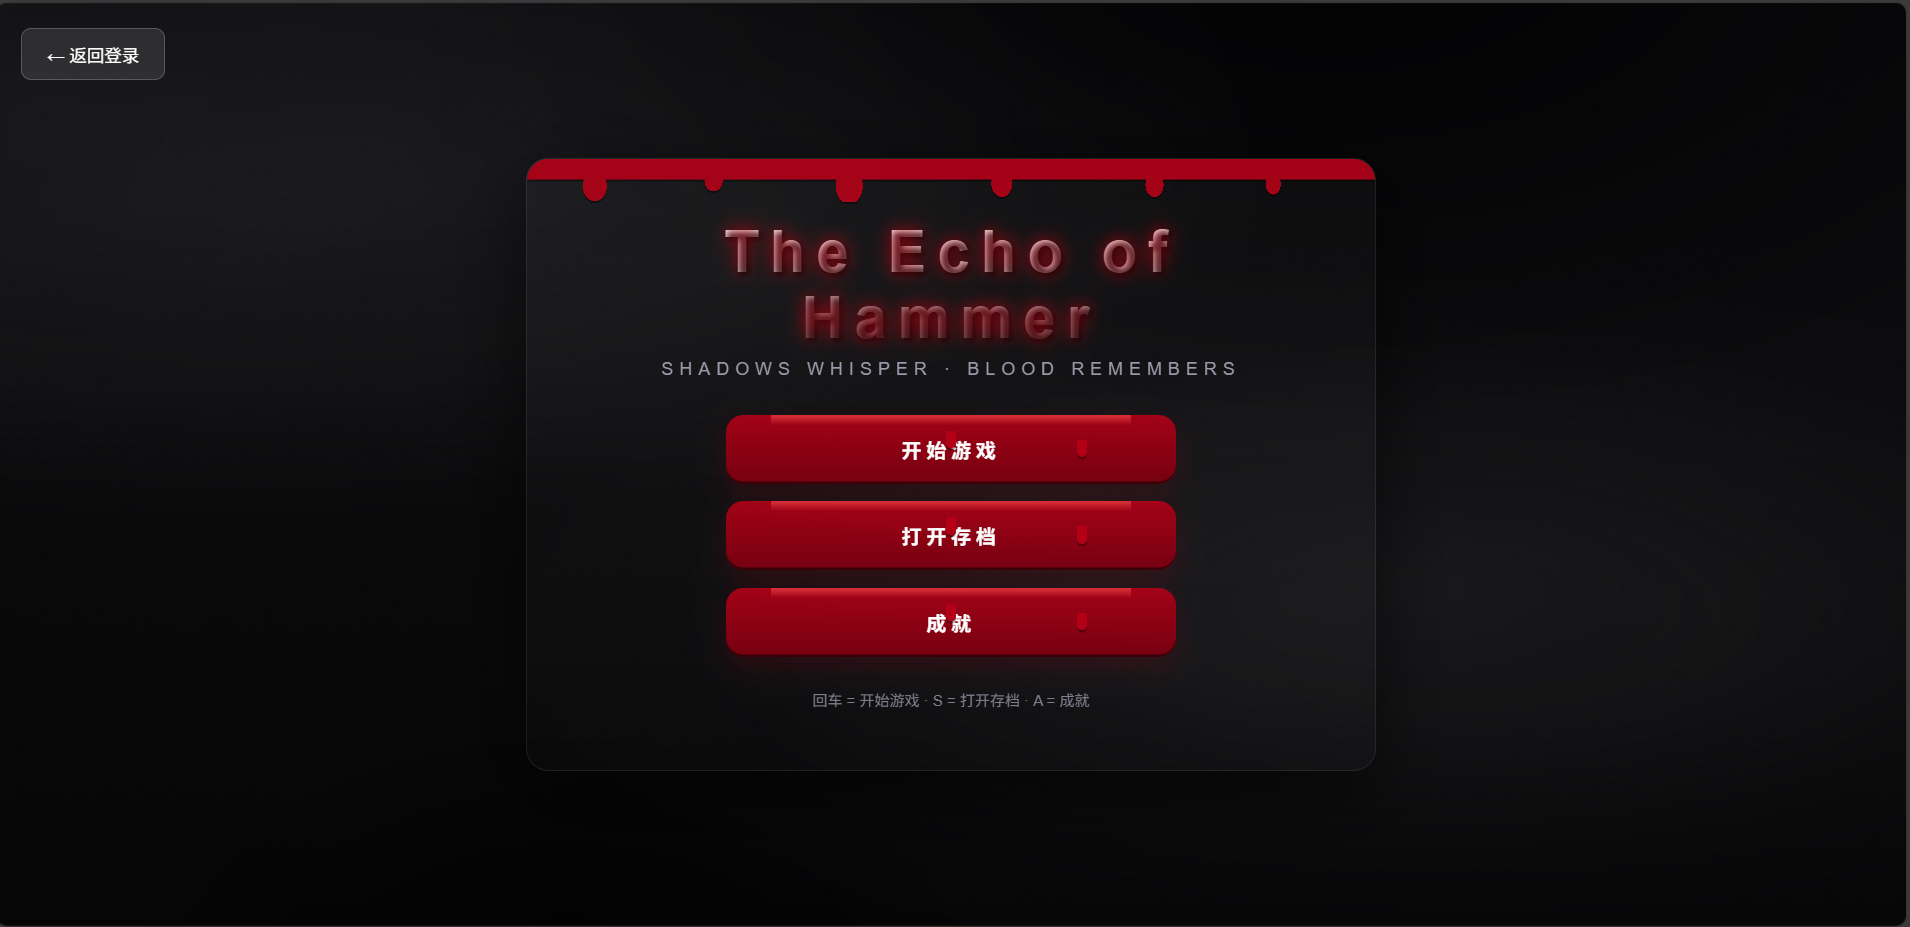 ← 返回登录
The Echo of
Hammer
SHADOWS WHISPER · BLOOD REMEMBERS
开始游戏
打开存档
成就
回车 = 开始游戏 · S = 打开存档 · A = 成就